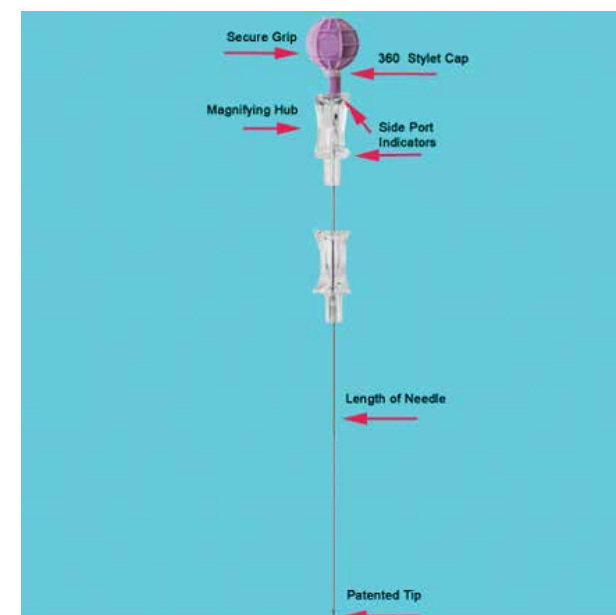 Secure Grip
360 Stylet Cap
Magnifying Hub
Side Port
Indicators
Length of Needle
Patented Tip